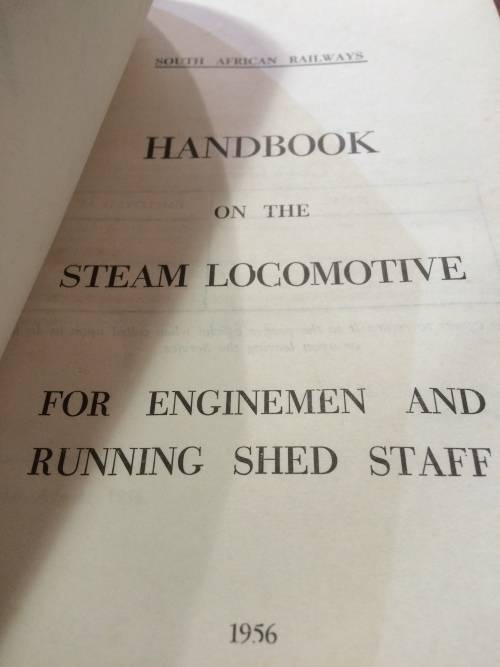 SOUTH AFRICAN RAILWAYS
HANDBOOK
ON THE
STEAM LOCOMOTIVE
FOR ENGINEMEN AND
RUNNING SHED STAFF
1956